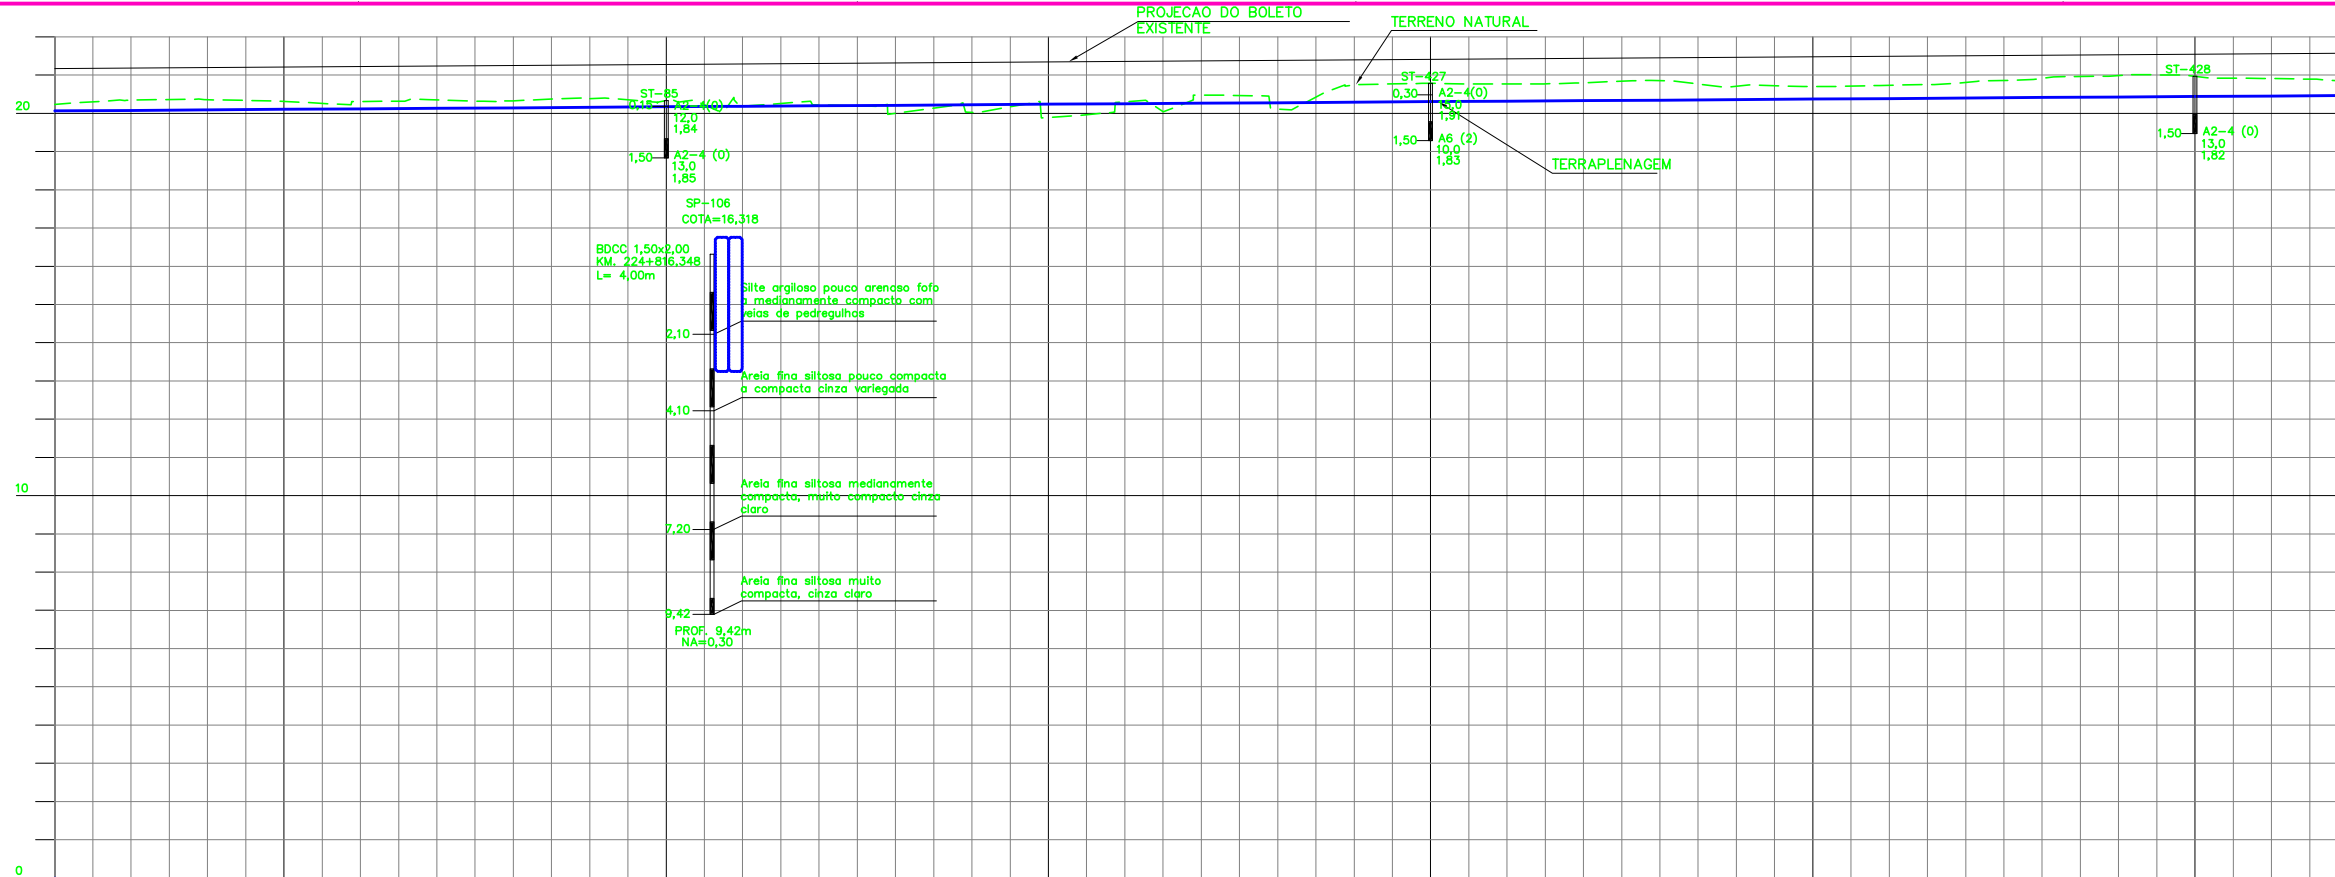 PROJECAO DO BOLETO
EXISTENTE
TERRENO NATURAL
ST-85
0,15
A2-4(0)
12,0
1,84
1,50
A2-4 (0)
13,0
1,85
ST-427
0,30
A2-4(0)
1,50
A6 (2)
10,0
1,83
TERRAPLENAGEM
ST-428
1,50
A2-4 (0)
13,0
1,82
20
SP-106
COTA=16,318
BDCC 1,50x2,00
KM. 224+816,348
L= 4,00m
Silte argiloso pouco arenoso fofo
a medianamente compacto com
veias de pedregulhos
2,10
Areia fina siltosa pouco compacta
a compacta cinza variegada
4,10
10
Areia fina siltosa medianamente
compacta, muito compacta cinza
claro
7,20
Areia fina siltosa muito
compacta, cinza claro
9,42
PROF. 9,42m
NA=0,30
0